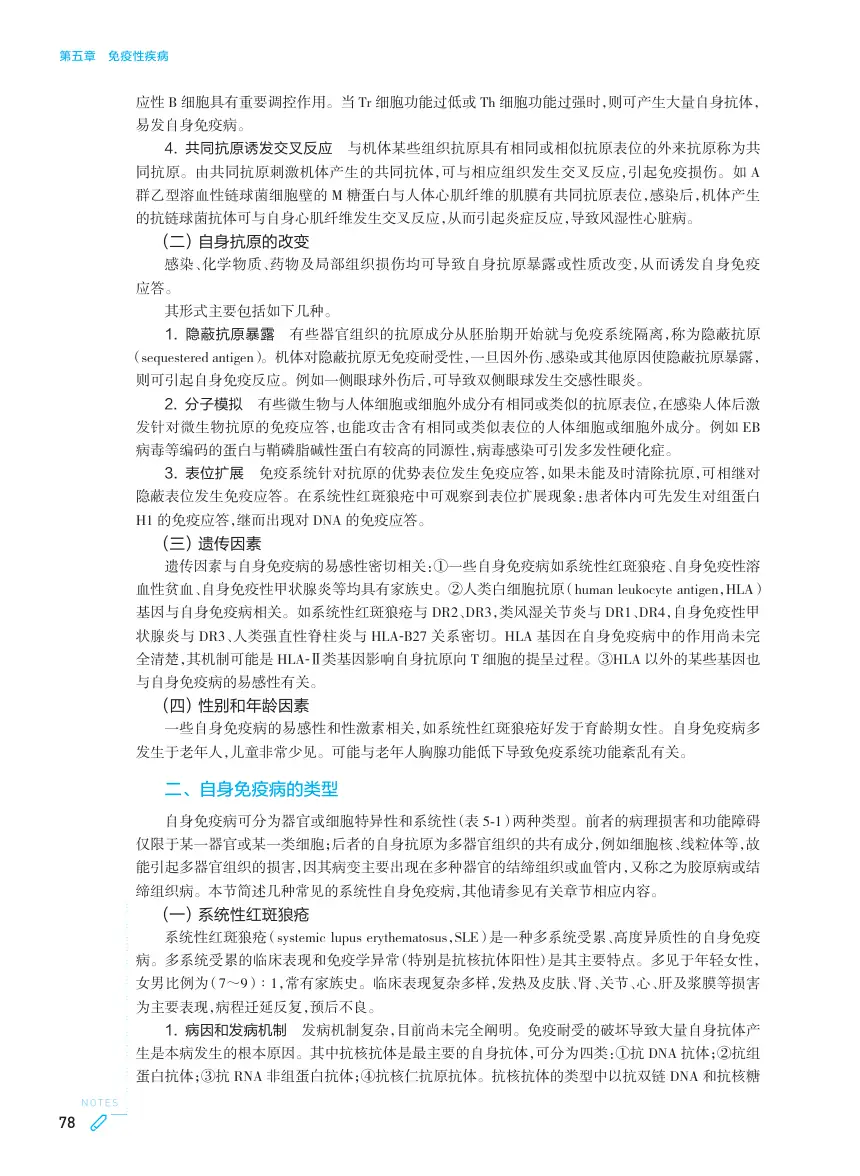 第五章　免疫性疾病
应性 B 细胞具有重要调控作用。当 Tr 细胞功能过低或 Th 细胞功能过强时，则可产生大量自身抗体，
易发自身免疫病。
4. 共同抗原诱发交叉反应　与机体某些组织抗原具有相同或相似抗原表位的外来抗原称为共
同抗原。由共同抗原刺激机体产生的共同抗体，可与相应组织发生交叉反应，引起免疫损伤。如 A
群乙型溶血性链球菌细胞壁的 M 糖蛋白与人体心肌纤维的肌膜有共同抗原表位，感染后，机体产生
的抗链球菌抗体可与自身心肌纤维发生交叉反应，从而引起炎症反应，导致风湿性心脏病。
（二）自身抗原的改变
感染、化学物质、药物及局部组织损伤均可导致自身抗原暴露或性质改变，从而诱发自身免疫
应答。
其形式主要包括如下几种。
1. 隐蔽抗原暴露　有些器官组织的抗原成分从胚胎期开始就与免疫系统隔离，称为隐蔽抗原
（sequestered antigen）。机体对隐蔽抗原无免疫耐受性，一旦因外伤、感染或其他原因使隐蔽抗原暴露，
则可引起自身免疫反应。例如一侧眼球外伤后，可导致双侧眼球发生交感性眼炎。
2. 分子模拟　有些微生物与人体细胞或细胞外成分有相同或类似的抗原表位，在感染人体后激
发针对微生物抗原的免疫应答，也能攻击含有相同或类似表位的人体细胞或细胞外成分。例如 EB
病毒等编码的蛋白与鞘磷脂碱性蛋白有较高的同源性，病毒感染可引发多发性硬化症。
3. 表位扩展　免疫系统针对抗原的优势表位发生免疫应答，如果未能及时清除抗原，可相继对
隐蔽表位发生免疫应答。在系统性红斑狼疮中可观察到表位扩展现象：患者体内可先发生对组蛋白
H1 的免疫应答，继而出现对 DNA 的免疫应答。
（三）遗传因素
遗传因素与自身免疫病的易感性密切相关：①一些自身免疫病如系统性红斑狼疮、自身免疫性溶
血性贫血、自身免疫性甲状腺炎等均具有家族史。②人类白细胞抗原（human leukocyte antigen，HLA）
基因与自身免疫病相关。如系统性红斑狼疮与 DR2、DR3，类风湿关节炎与 DR1、DR4，自身免疫性甲
状腺炎与 DR3、人类强直性脊柱炎与 HLA-B27 关系密切。HLA 基因在自身免疫病中的作用尚未完
全清楚，其机制可能是 HLA-Ⅱ类基因影响自身抗原向 T 细胞的提呈过程。③HLA 以外的某些基因也
与自身免疫病的易感性有关。
（四）性别和年龄因素
一些自身免疫病的易感性和性激素相关，如系统性红斑狼疮好发于育龄期女性。自身免疫病多
发生于老年人，儿童非常少见。可能与老年人胸腺功能低下导致免疫系统功能紊乱有关。
二、自身免疫病的类型
自身免疫病可分为器官或细胞特异性和系统性（表 5-1）两种类型。前者的病理损害和功能障碍
仅限于某一器官或某一类细胞；后者的自身抗原为多器官组织的共有成分，例如细胞核、线粒体等，故
能引起多器官组织的损害，因其病变主要出现在多种器官的结缔组织或血管内，又称之为胶原病或结
缔组织病。本节简述几种常见的系统性自身免疫病，其他请参见有关章节相应内容。
（一）系统性红斑狼疮
系统性红斑狼疮（systemic lupus erythematosus，SLE）是一种多系统受累、高度异质性的自身免疫
病。多系统受累的临床表现和免疫学异常（特别是抗核抗体阳性）是其主要特点。多见于年轻女性，
女男比例为（7～9）∶1，常有家族史。临床表现复杂多样，发热及皮肤、肾、关节、心、肝及浆膜等损害
为主要表现，病程迁延反复，预后不良。
1. 病因和发病机制　发病机制复杂，目前尚未完全阐明。免疫耐受的破坏导致大量自身抗体产
生是本病发生的根本原因。其中抗核抗体是最主要的自身抗体，可分为四类：①抗 DNA 抗体；②抗组
蛋白抗体；③抗 RNA 非组蛋白抗体；④抗核仁抗原抗体。抗核抗体的类型中以抗双链 DNA 和抗核糖
NOTES
78